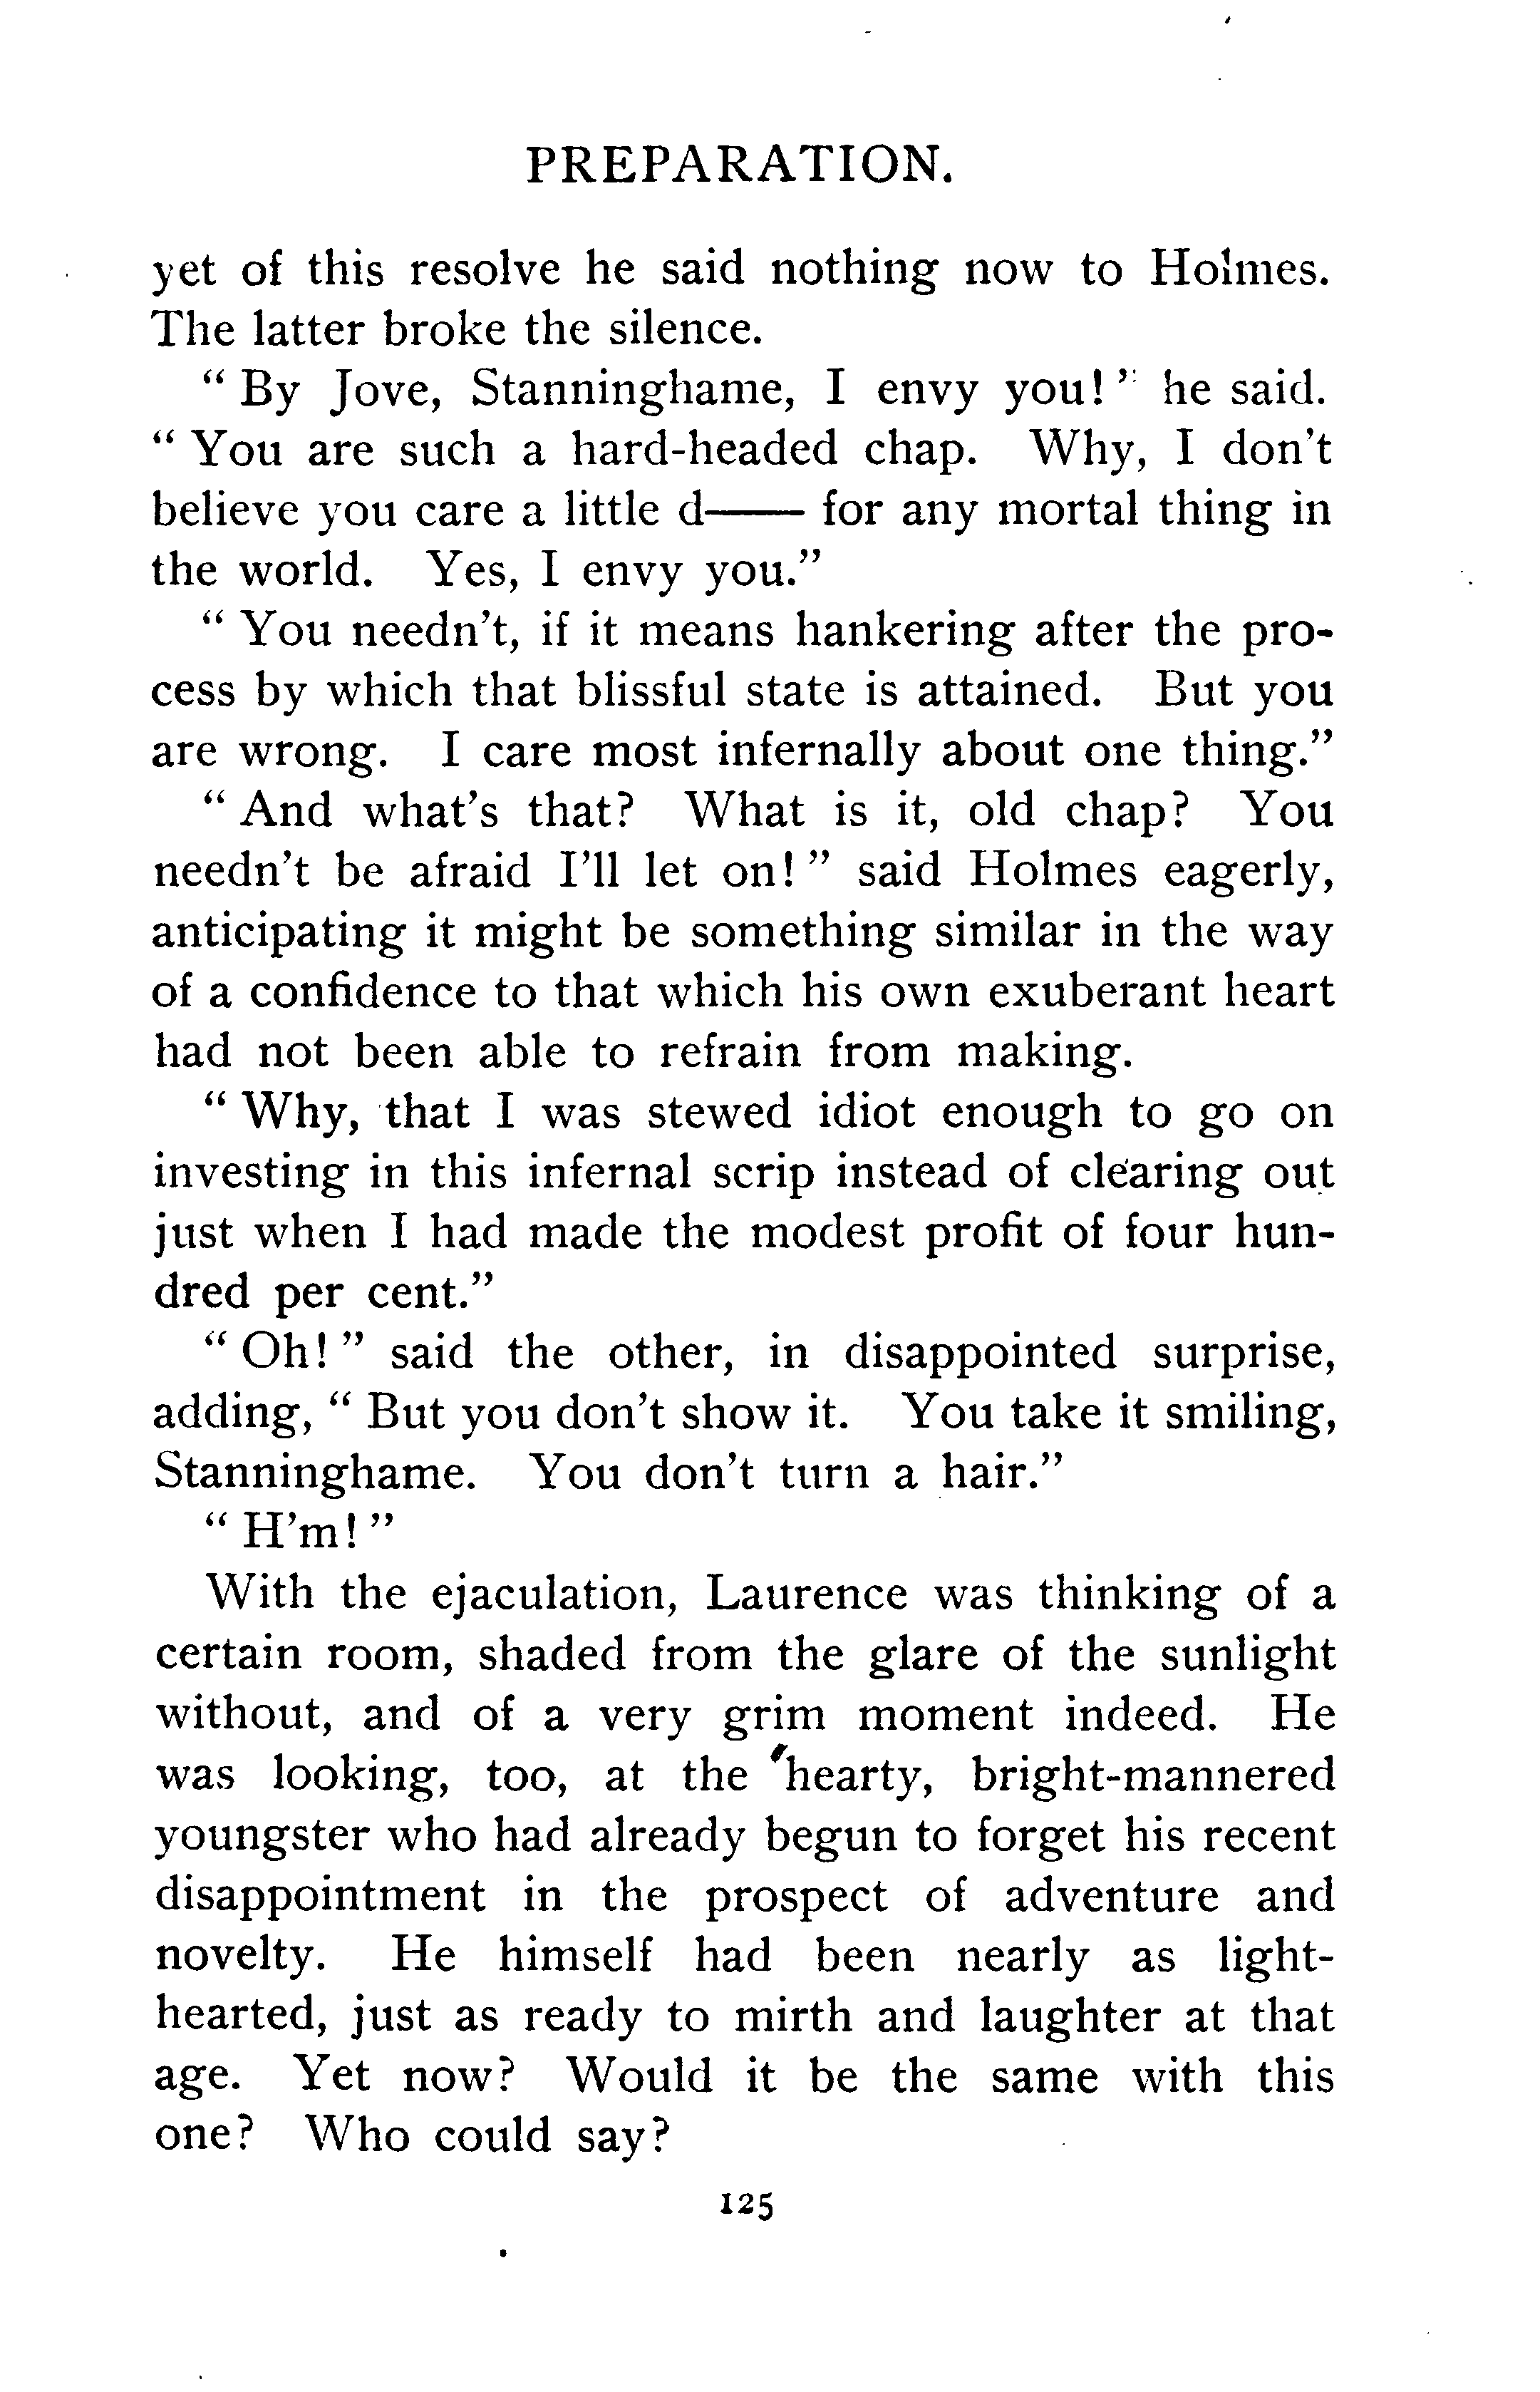 PREPARATION.
yet of this resolve he said nothing now to Holmes.
The latter broke the silence.
“ By Jove, Stanninghame, I envy you! ” he said.
“ You are such a hard-headed chap. Why, I don’t
believe you care a little d—— for any mortal thing in
the world. Yes, I envy you.”
“ You needn’t, if it means hankering after the pro-
cess by which that blissful state is attained. But you
are wrong. I care most infernally about one thing.”
“ And what’s that? What is it, old chap? You
needn’t be afraid I’ll let on! ” said Holmes eagerly,
anticipating it might be something similar in the way
of a confidence to that which his own exuberant heart
had not been able to refrain from making.
“ Why, that I was stewed idiot enough to go on
investing in this infernal scrip instead of clearing out
just when I had made the modest profit of four hun-
dred per cent.”
“ Oh! ” said the other, in disappointed surprise,
adding, “ But you don’t show it. You take it smiling,
Stanninghame. You don’t turn a hair.”
“ H’m! ”
With the ejaculation, Laurence was thinking of a
certain room, shaded from the glare of the sunlight
without, and of a very grim moment indeed. He
was looking, too, at the hearty, bright-mannered
youngster who had already begun to forget his recent
disappointment in the prospect of adventure and
novelty. He himself had been nearly as light-
hearted, just as ready to mirth and laughter at that
age. Yet now? Would it be the same with this
one? Who could say?
125